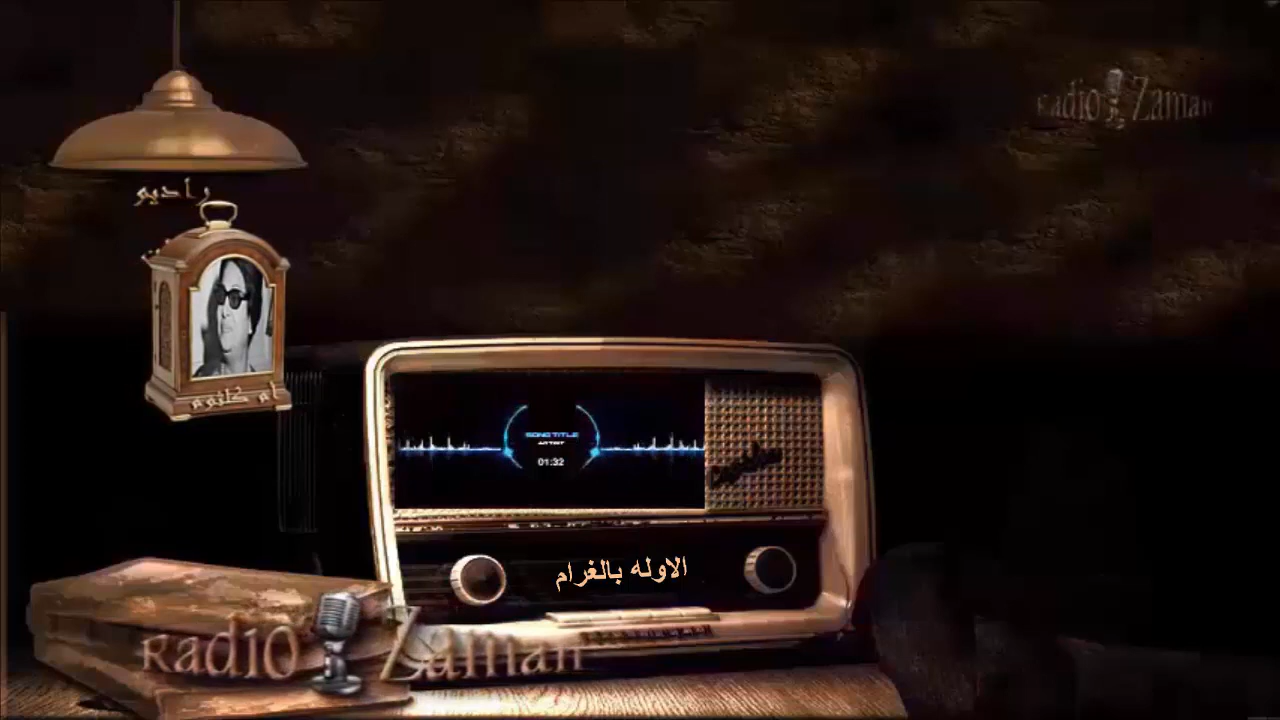 Radio Zaman
راديو
ام كلثوم
SONG TITLE
ARTIST
01:32
الاوله بالغرام
Radio Zaman